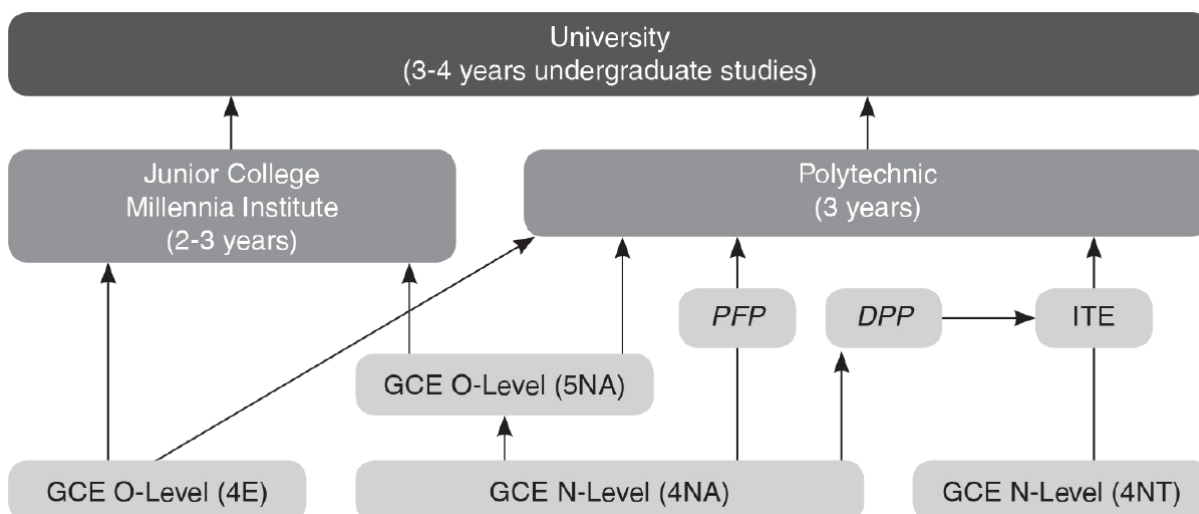 University
(3-4 years undergraduate studies)
Junior College
Millennia Institute
(2-3 years)
Polytechnic
(3 years)
PFP
DPP
ITE
GCE O-Level (5NA)
GCE O-Level (4E)
GCE N-Level (4NA)
GCE N-Level (4NT)